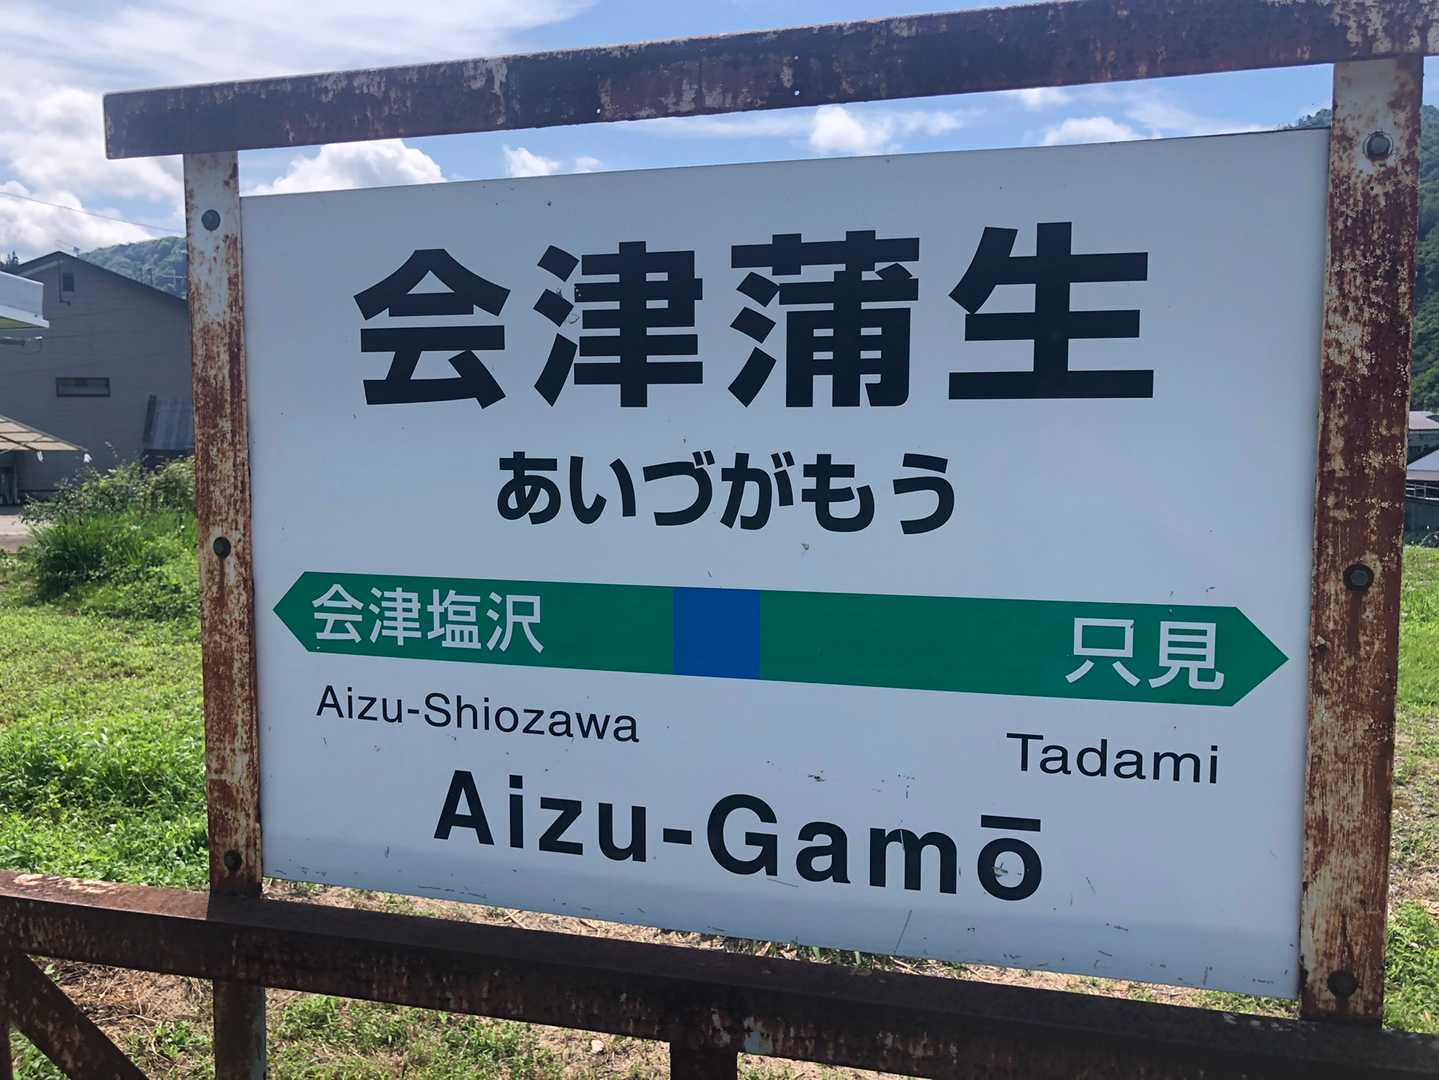 会津蒲生
あいづがもう
会津塩沢 只見
Aizu-Shiozawa Tadami
Aizu-Gamō